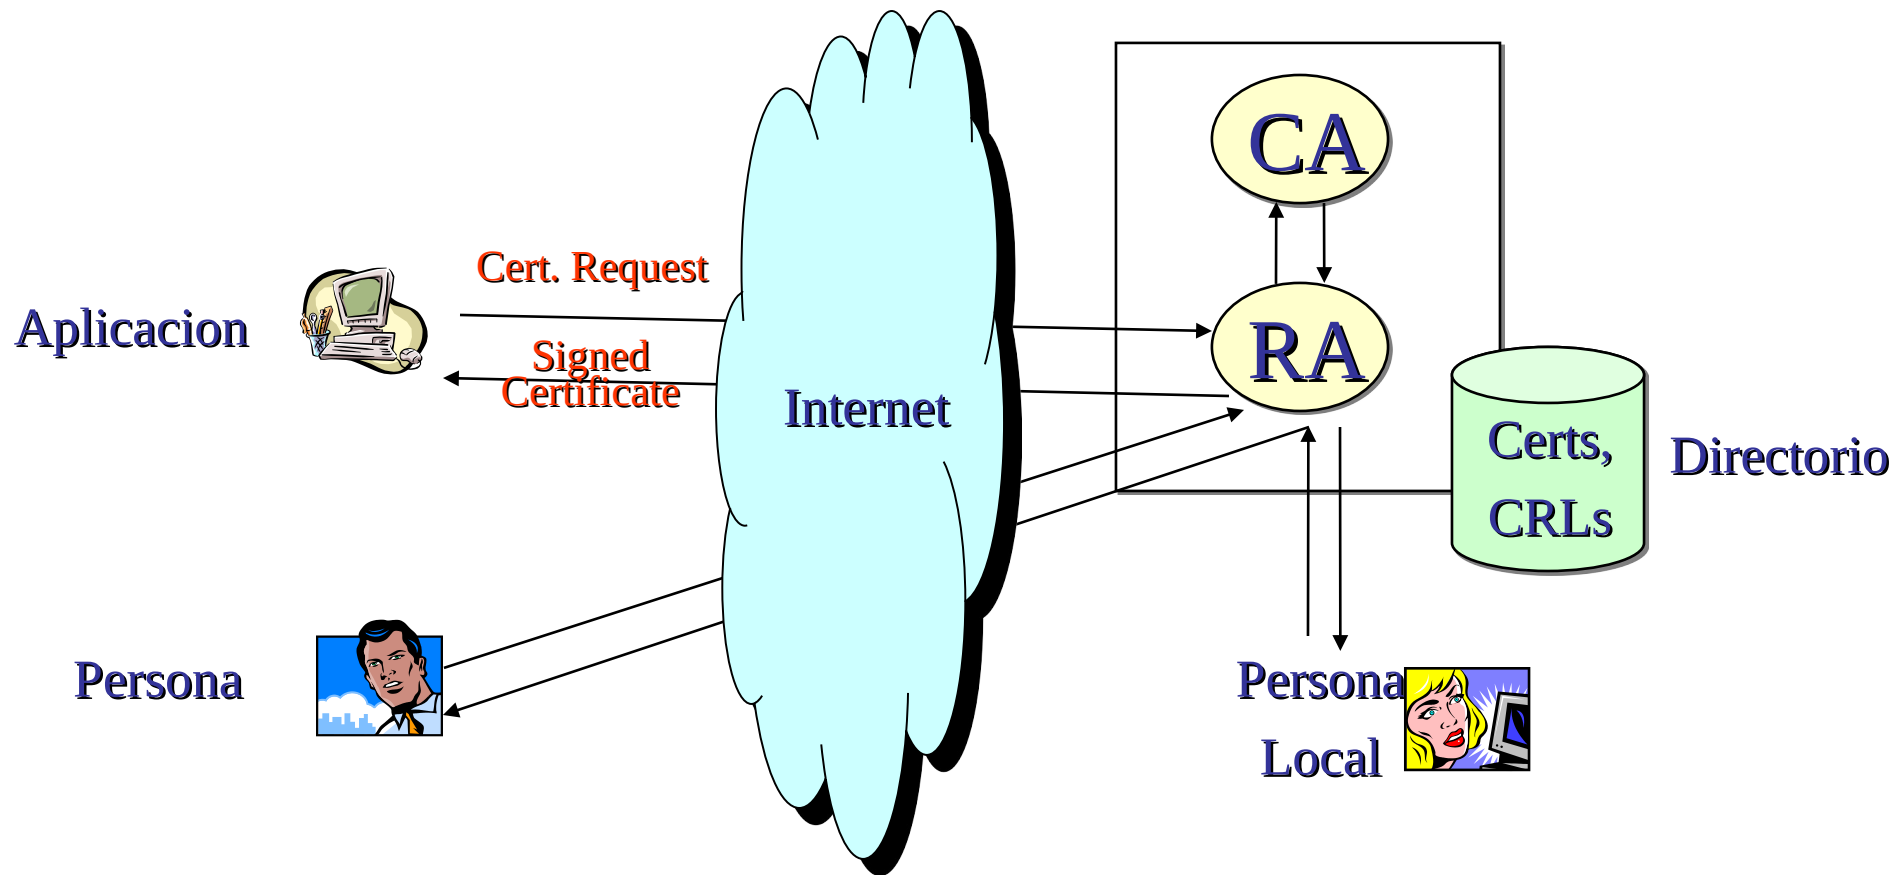 CA
Cert. Request
Aplicacion
RA
Signed
Certificate
Internet
Certs,
CRLs
Directorio
Persona
Persona
Local